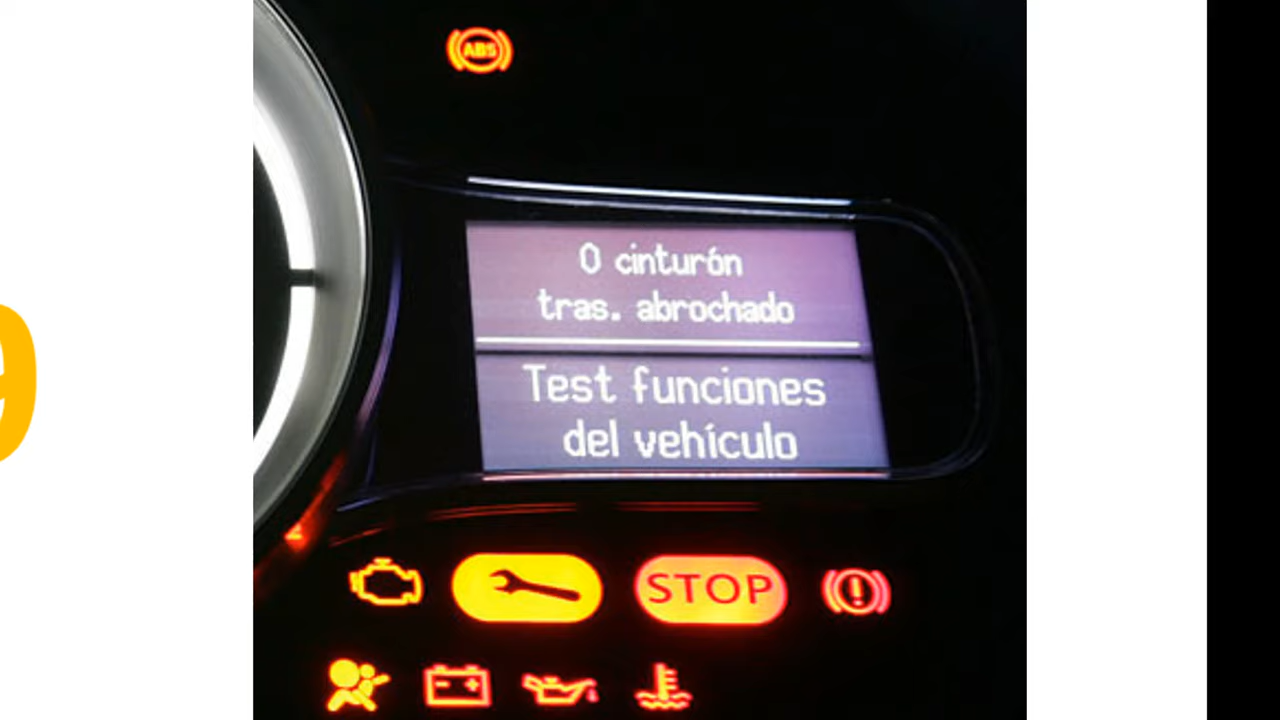 ABS
0 cinturón
tras. abrochado
Test funciones
del vehículo
STOP